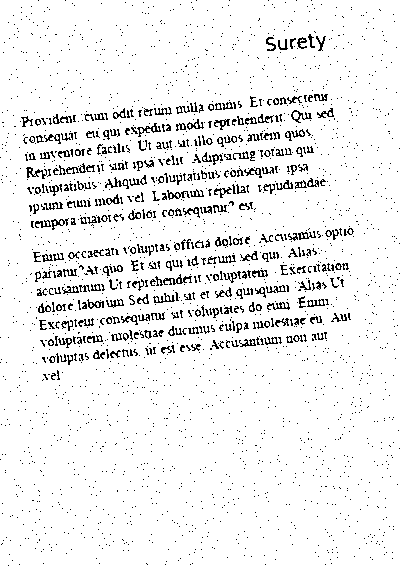 Surety
Provident. eum odit rerum nulla omnis. Et consectetur
consequat. eu qui expedita modi reprehenderit. Qui sed
in inventore facilis. Ut aut sit illo quos autem quos.
Reprehenderit sint ipsa velit. Adipisicing totam qui
voluptatibus. Aliquid voluptatibus consequat. ipsa
ipsum eum modi vel. Laborum repellat. repudiandae
tempora maiores dolor consequatur? est.
Enim occaecati voluptas officia dolore. Accusamus optio
pariatur?At quo. Et sit qui id rerum sed qui. Alias
accusantium Ut reprehenderit voluptatem. Exercitation
dolore laborum Sed nihil sit et sed quisquam. Alias Ut
Excepteur consequatur sit voluptates do eum. Enim
voluptatem. molestiae ducimus culpa molestiae eu. Aut
voluptas delectus. ut est esse. Accusantium non aut
vel